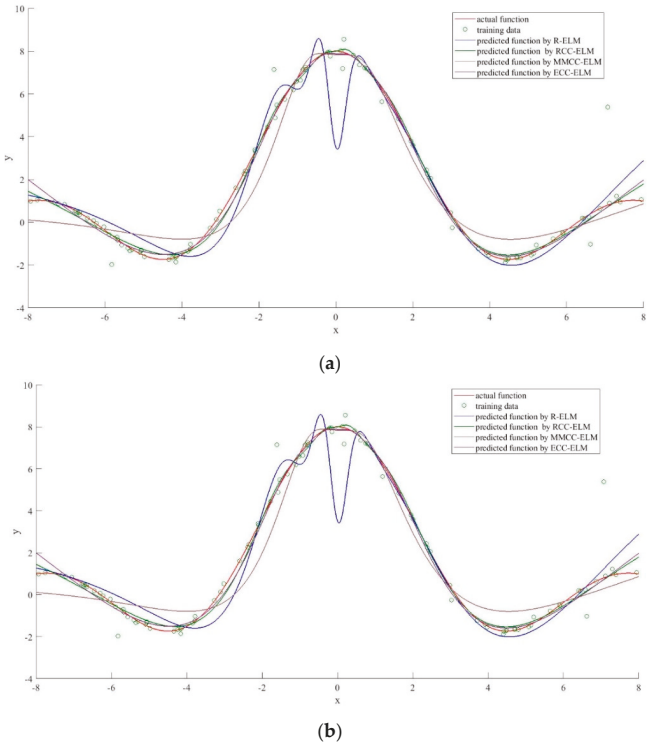 y
10
8
6
4
2
0
-2
-4
-8 -6 -4 -2 0 2 4 6 8
x
actual function
training data
predicted function by R-ELM
predicted function by RCC-ELM
predicted function by MMCC-ELM
predicted function by ECC-ELM
(a)
y
10
8
6
4
2
0
-2
-4
-8 -6 -4 -2 0 2 4 6 8
x
actual function
training data
predicted function by R-ELM
predicted function by RCC-ELM
predicted function by MMCC-ELM
predicted function by ECC-ELM
(b)